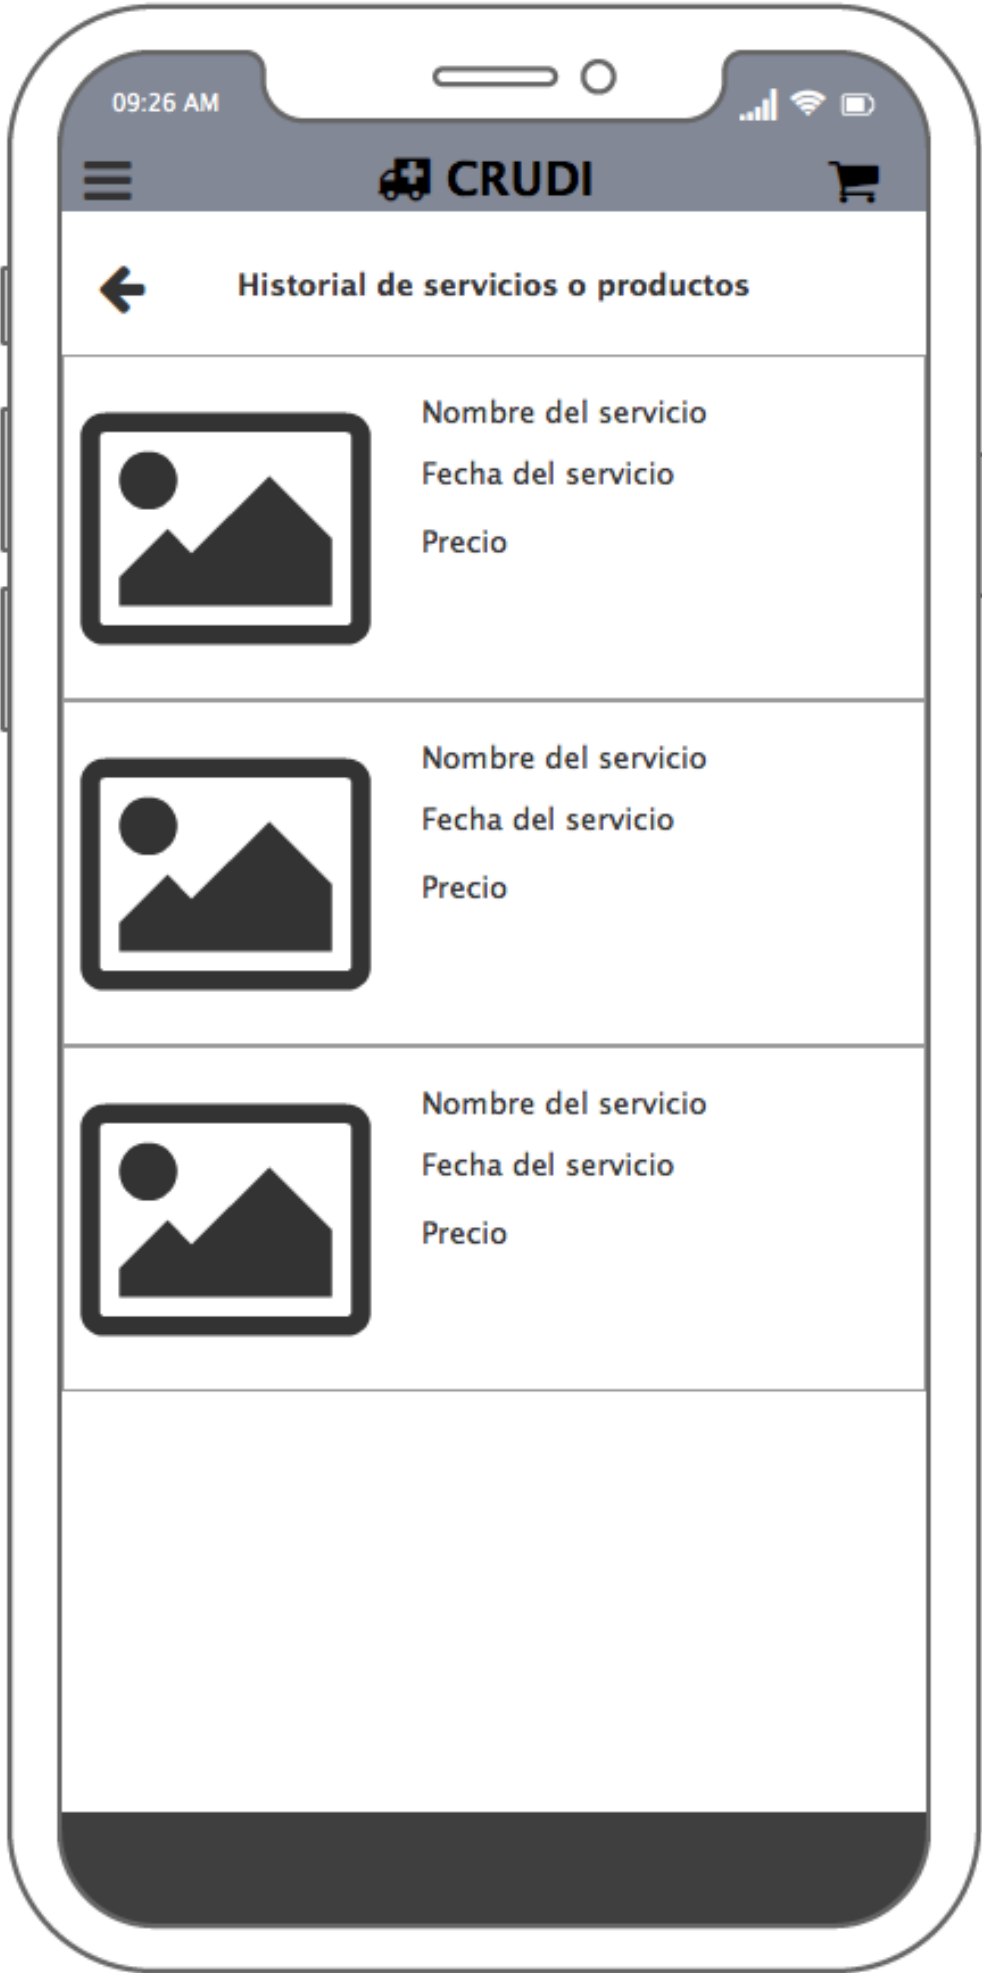 09:26 AM
CRUDI
Historial de servicios o productos
Nombre del servicio
Fecha del servicio
Precio
Nombre del servicio
Fecha del servicio
Precio
Nombre del servicio
Fecha del servicio
Precio